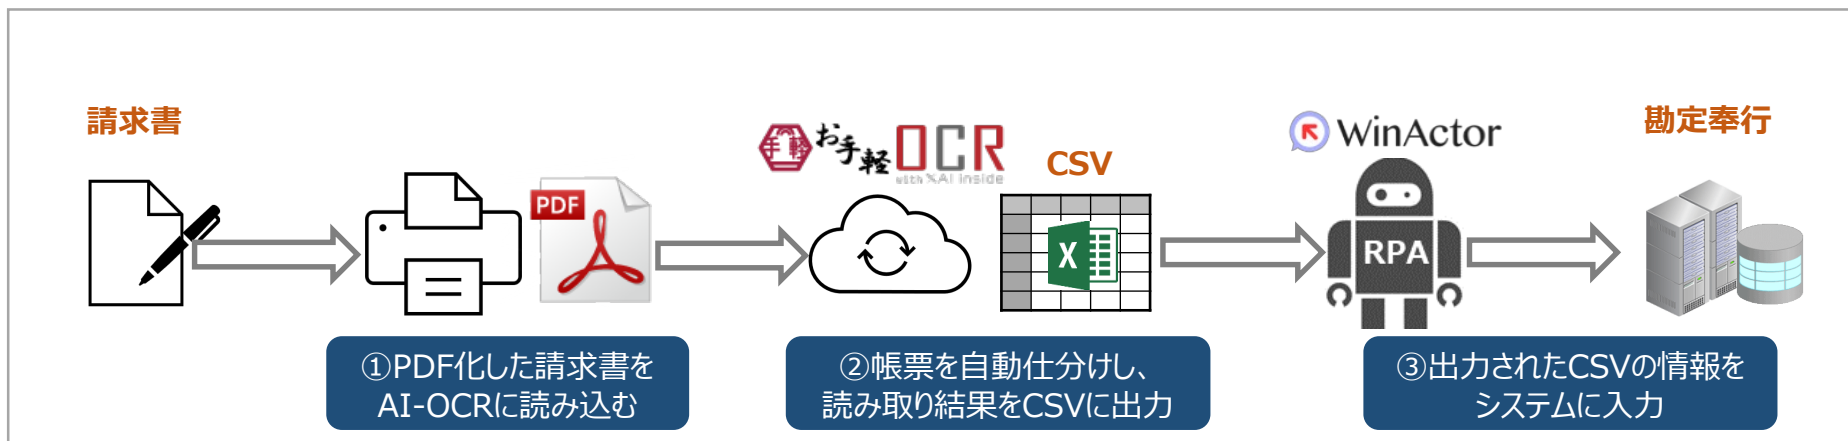 請求書
PDF
手軽
お手軽OCR
with XAI Inside
CSV
X
WinActor
RPA
勘定奉行
①PDF化した請求書を
AI-OCRに読み込む
②帳票を自動仕分けし、
読み取り結果をCSVに出力
③出力されたCSVの情報を
システムに入力